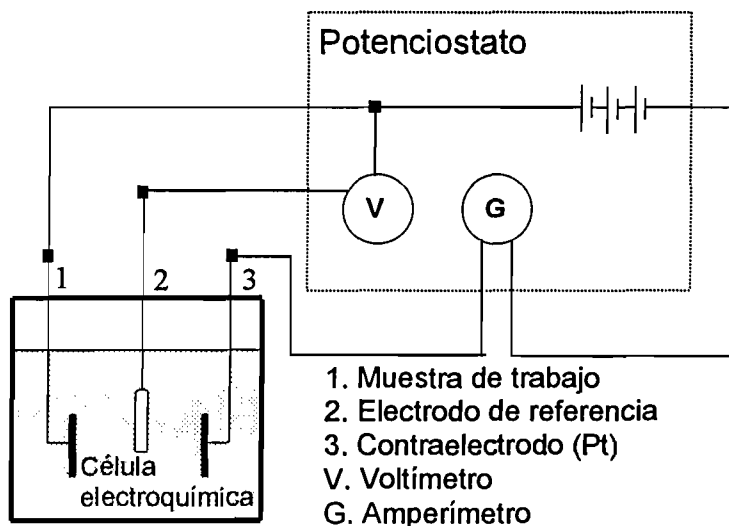 Potenciostato
V
G
1
2
3
1. Muestra de trabajo
2. Electrodo de referencia
3. Contraelectrodo (Pt)
V. Voltímetro
G. Amperímetro
Célula
electroquímica